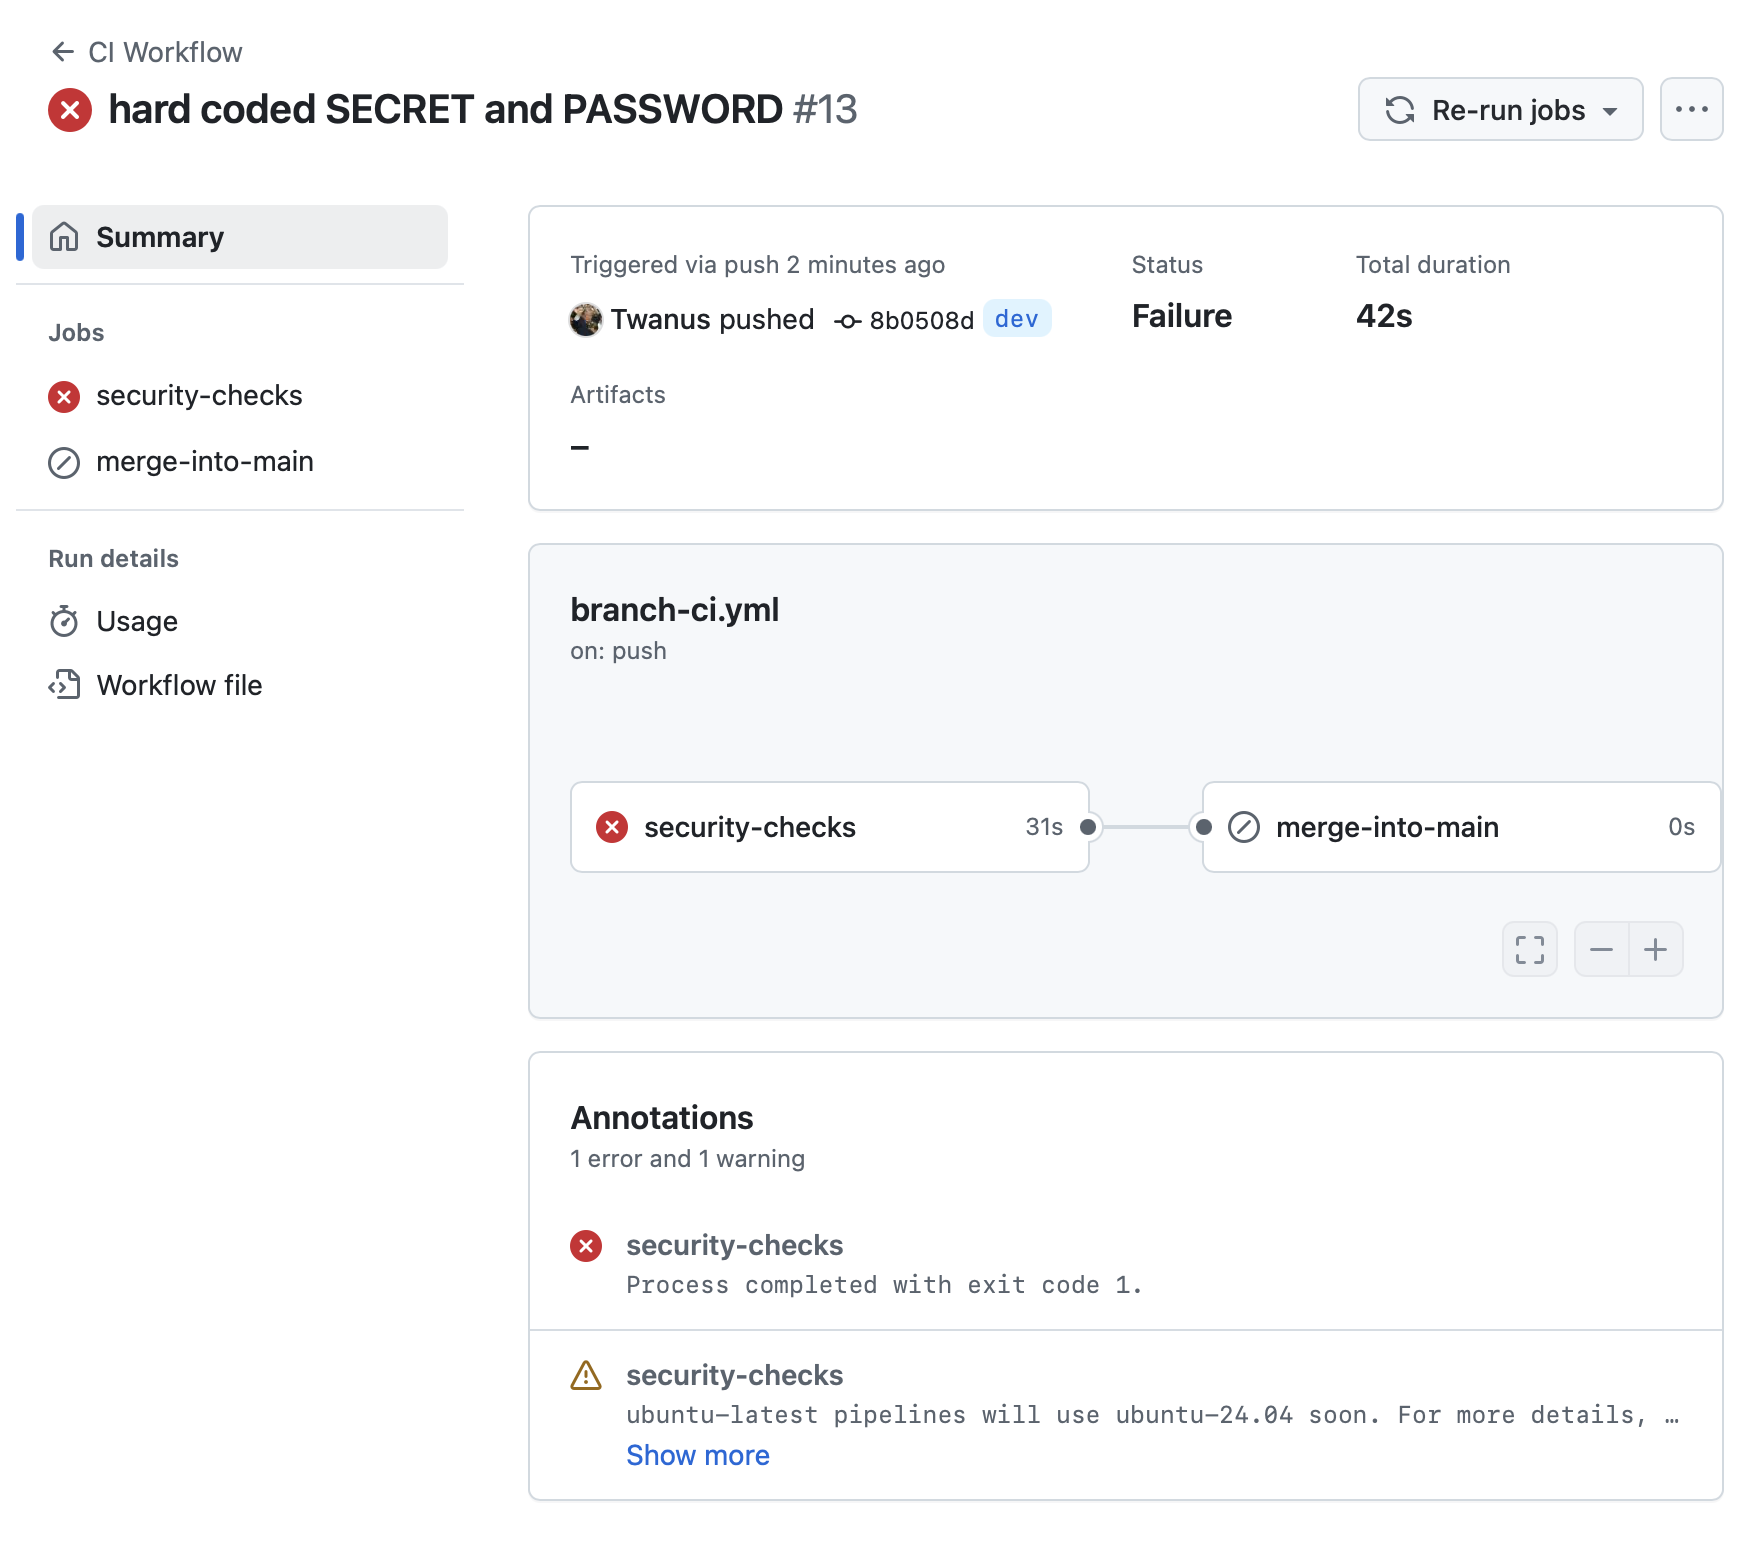 CI Workflow
hard coded SECRET and PASSWORD #13
Re-run jobs
Summary
Jobs
security-checks
merge-into-main
Run details
Usage
Workflow file
Triggered via push 2 minutes ago
Twanus pushed 8b0508d dev
Status
Failure
Total duration
42s
Artifacts
–
branch-ci.yml
on: push
security-checks 31s
merge-into-main 0s
Annotations
1 error and 1 warning
security-checks
Process completed with exit code 1.
security-checks
ubuntu-latest pipelines will use ubuntu-24.04 soon. For more details, …
Show more